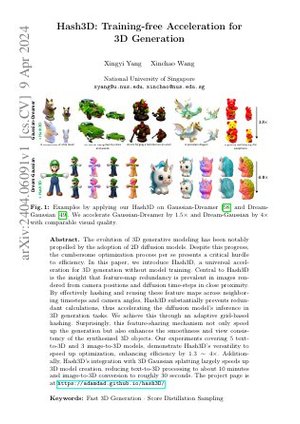 Hash3D: Training-free Acceleration for
3D Generation
Xingyi Yang Xinchao Wang
National University of Singapore
xyang@u.nus.edu, xinchao@nus.edu.sg
arXiv:2404.06091v1 [cs.CV] 9 Apr 2024
Fig. 1: Examples by applying our Hash3D on Gaussian-Dreamer [58] and Dream-
Gaussian [49]. We accelerate Gaussian-Dreamer by 1.5× and Dream-Gaussian by 4×
with comparable visual quality.
Abstract. The evolution of 3D generative modeling has been notably
propelled by the adoption of 2D diffusion models. Despite this progress,
the cumbersome optimization process per se presents a critical hurdle
to efficiency. In this paper, we introduce Hash3D, a universal accel-
eration for 3D generation without model training. Central to Hash3D
is the insight that feature-map redundancy is prevalent in images ren-
dered from camera positions and diffusion time-steps in close proximity.
By effectively hashing and reusing these feature maps across neighbor-
ing timesteps and camera angles, Hash3D substantially prevents redun-
dant calculations, thus accelerating the diffusion model's inference in
3D generation tasks. We achieve this through an adaptive grid-based
hashing. Surprisingly, this feature-sharing mechanism not only speed
up the generation but also enhances the smoothness and view consis-
tency of the synthesized 3D objects. Our experiments covering 5 text-
to-3D and 3 image-to-3D models, demonstrate Hash3D's versatility to
speed up optimization, enhancing efficiency by 1.3 ∼ 4×. Addition-
ally, Hash3D's integration with 3D Gaussian splatting largely speeds up
3D model creation, reducing text-to-3D processing to about 10 minutes
and image-to-3D conversion to roughly 30 seconds. The project page is
at https://adamdad.github.io/hash3D/.
Keywords: Fast 3D Generation · Score Distillation Sampling